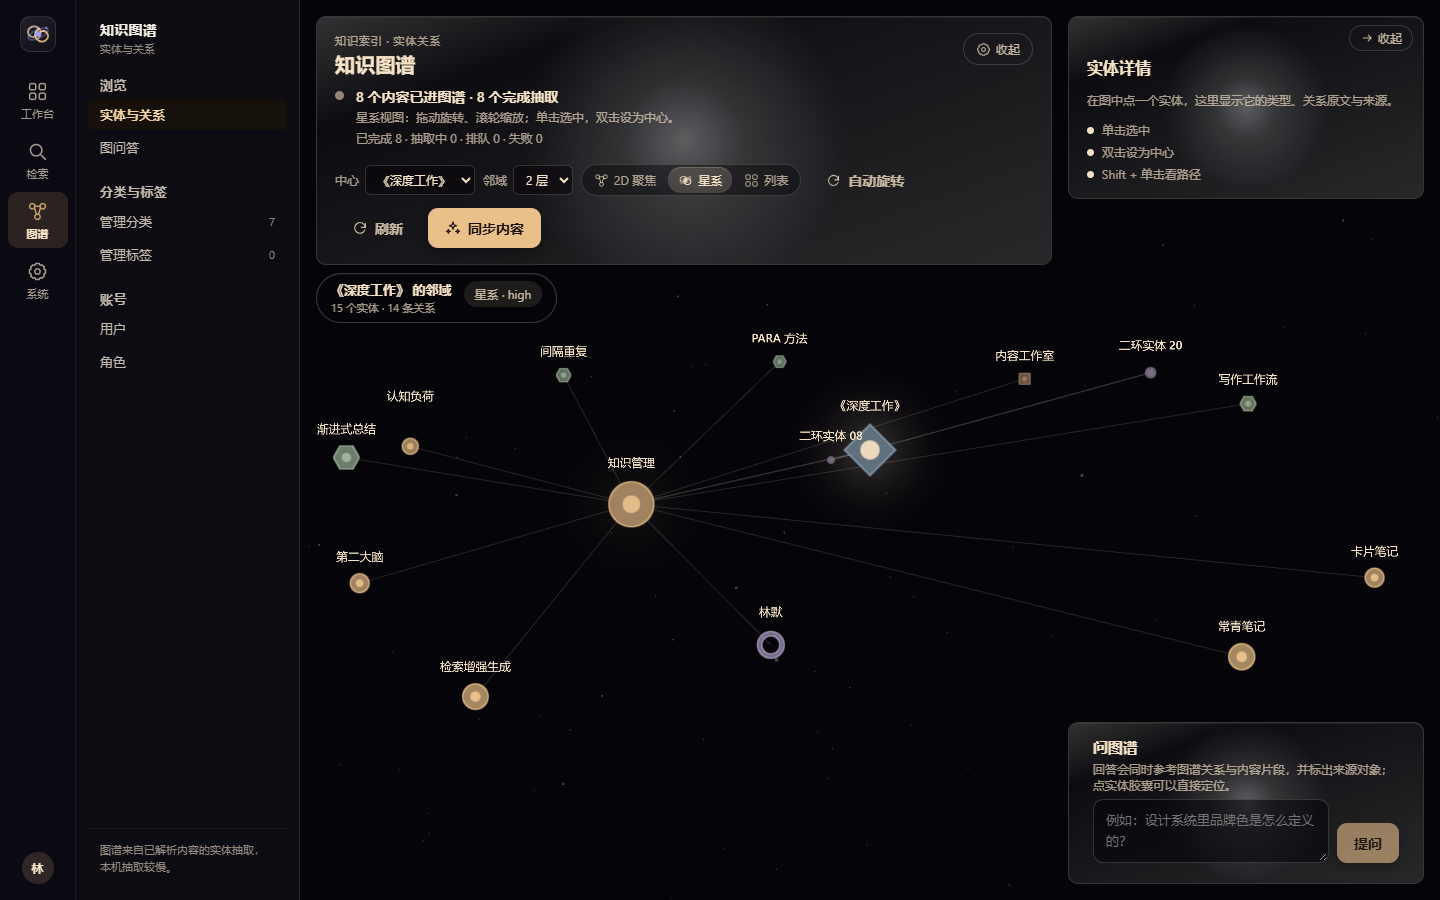 工作台
检索
图谱
系统
林
知识图谱
实体与关系
浏览
实体与关系
图问答
分类与标签
管理分类 7
管理标签 0
账号
用户
角色
图谱来自已解析内容的实体抽取，
本机抽取较慢。
知识索引 · 实体关系
收起
知识图谱
8 个内容已进图谱 · 8 个完成抽取
星系视图：拖动旋转、滚轮缩放；单击选中，双击设为中心。
已完成 8 · 抽取中 0 · 排队 0 · 失败 0
中心 《深度工作》 邻域 2 层 2D 聚焦 星系 列表 自动旋转
刷新 同步内容
《深度工作》 的邻域
15 个实体 · 14 条关系
星系 · high
实体详情
收起
在图中点一个实体，这里显示它的类型、关系原文与来源。
单击选中
双击设为中心
Shift + 单击看路径
PARA 方法
间隔重复
内容工作室
二环实体 20
写作工作流
认知负荷
《深度工作》
渐进式总结
二环实体 08
知识管理
第二大脑
卡片笔记
林默
常青笔记
检索增强生成
问图谱
回答会同时参考图谱关系与内容片段，并标出来源对象；
点实体胶囊可以直接定位。
例如：设计系统里品牌色是怎么定义
的？
提问